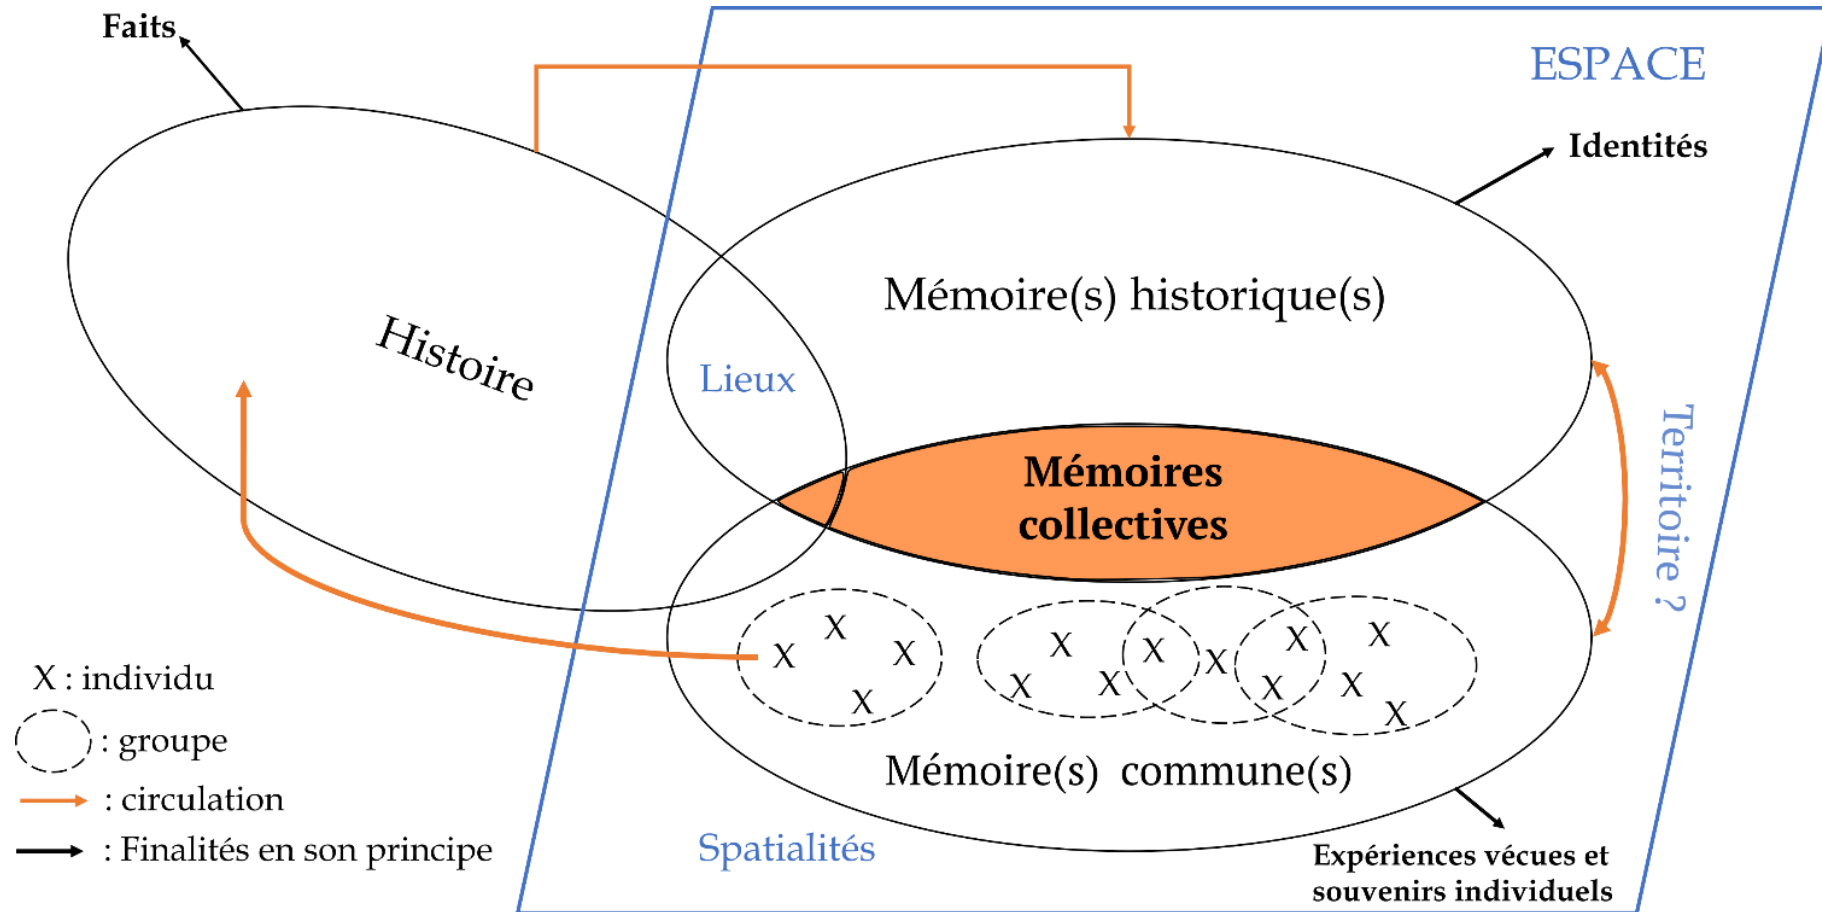 Faits
ESPACE
Identités
Mémoire(s) historique(s)
Histoire
Lieux
Mémoires
collectives
Territoire ?
X X X X
X X X X X X X X X X X
Mémoire(s) commune(s)
Spatialités
Expériences vécues et
souvenirs individuels
X : individu
: groupe
: circulation
: Finalités en son principe